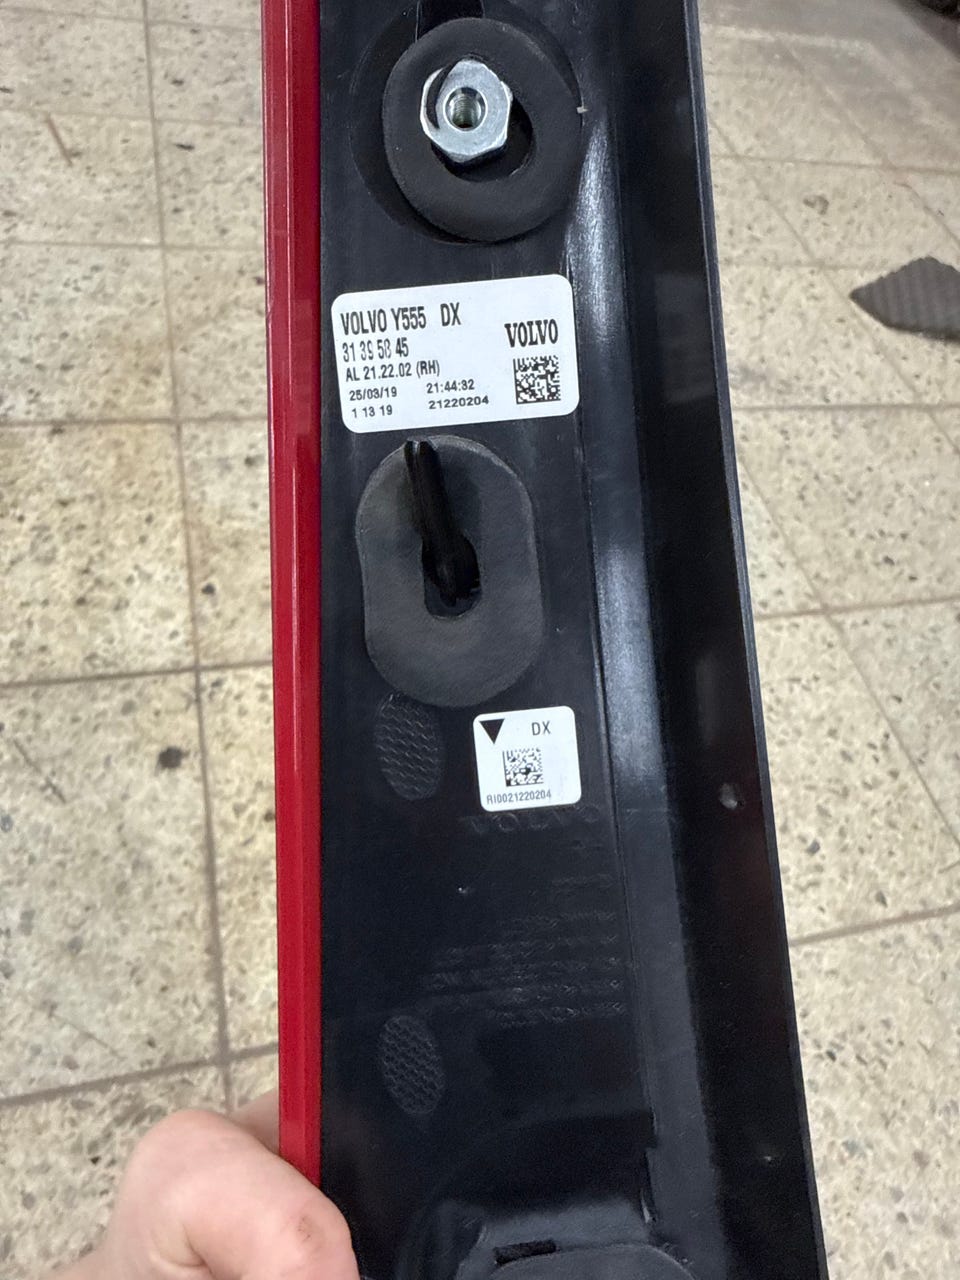 VOLVO Y555 DX
31 39 58 45
VOLVO
AL 21.22.02 (RH)
25/03/19 21:44:32
1 13 19 21220204
DX
RI0021220204